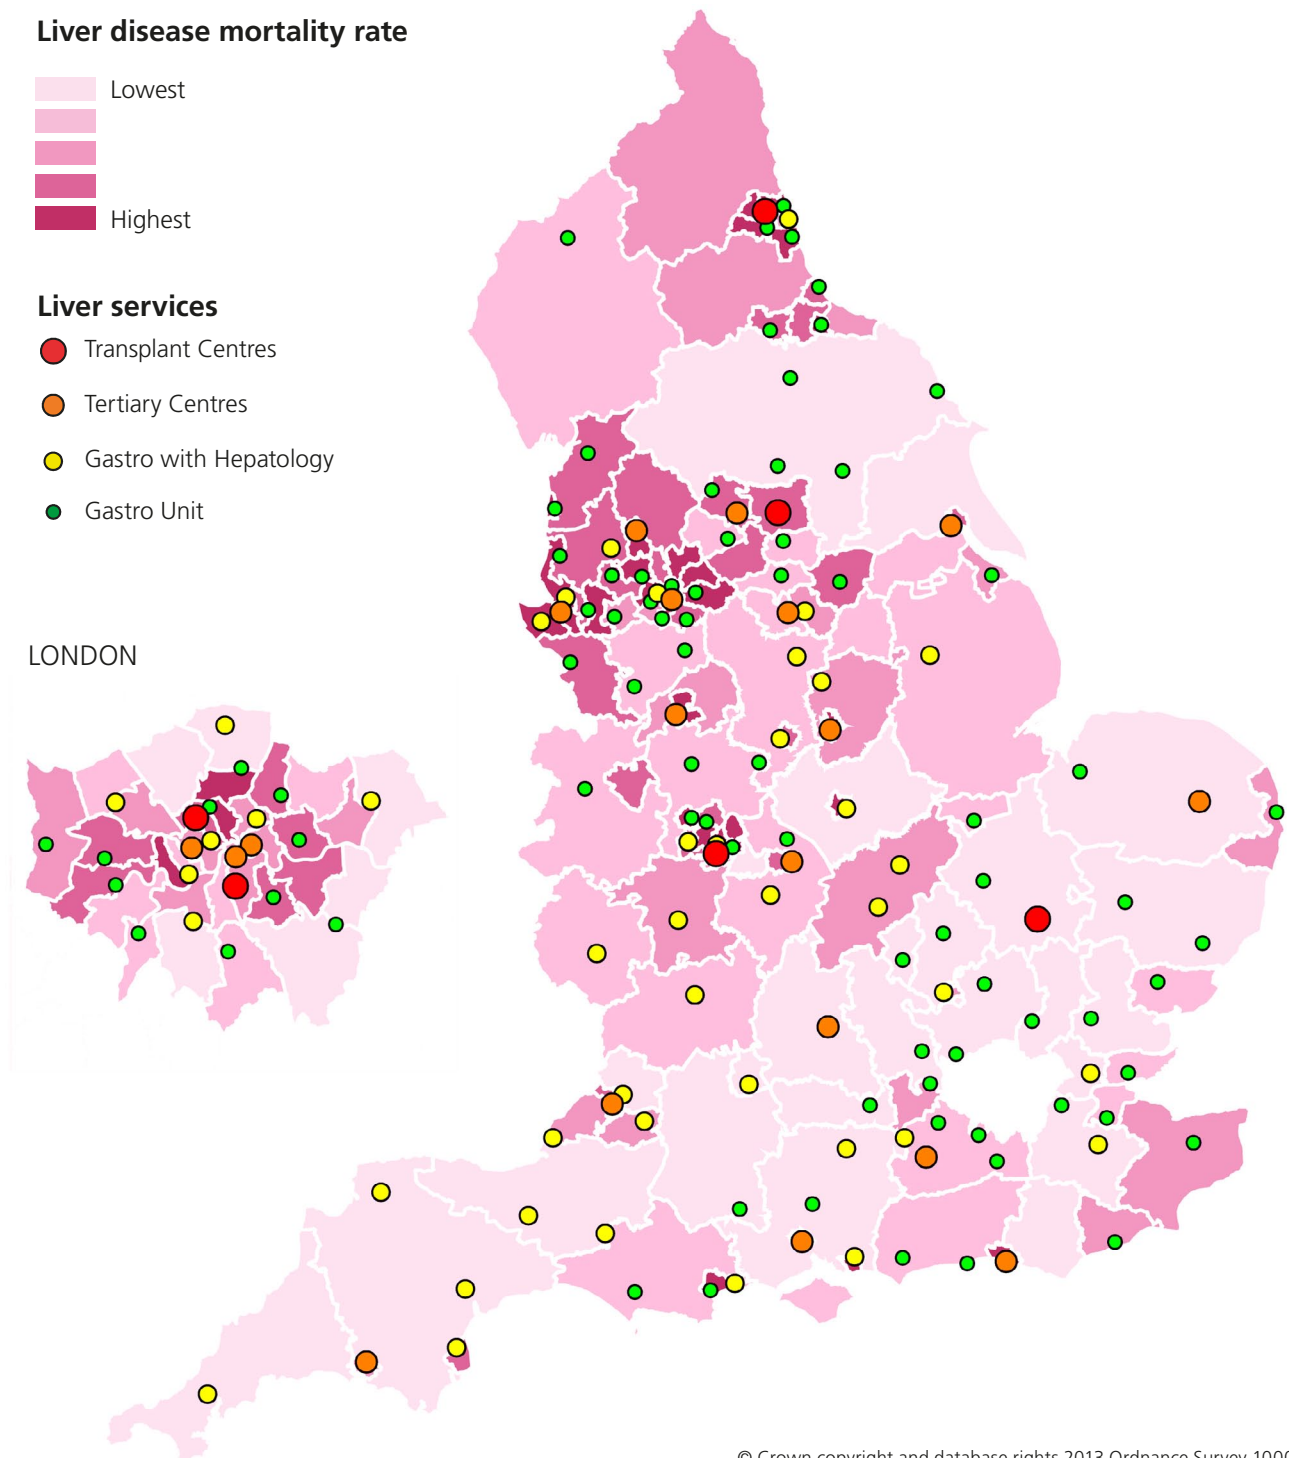 Liver disease mortality rate
Lowest
Highest
Liver services
Transplant Centres
Tertiary Centres
Gastro with Hepatology
Gastro Unit
LONDON
© Crown copyright and database rights 2013 Ordnance Survey 1000